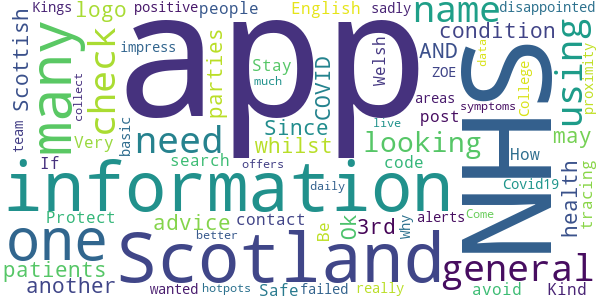 Kings positive people English sadly name disappointed
logo impress condition
Scottish team many check collect basic parties app Stay COVID Welsh AND ZOE data College using proximity
Since areas symptoms
need much post
Very whilst looking How may
If search live code
information offers daily Covid19 NHS health tracing
Protect contact alerts Come
one advice Be Ok 3rd Why
better
Scotland general
patients
another wanted hotpots Safe failed really avoid Kind